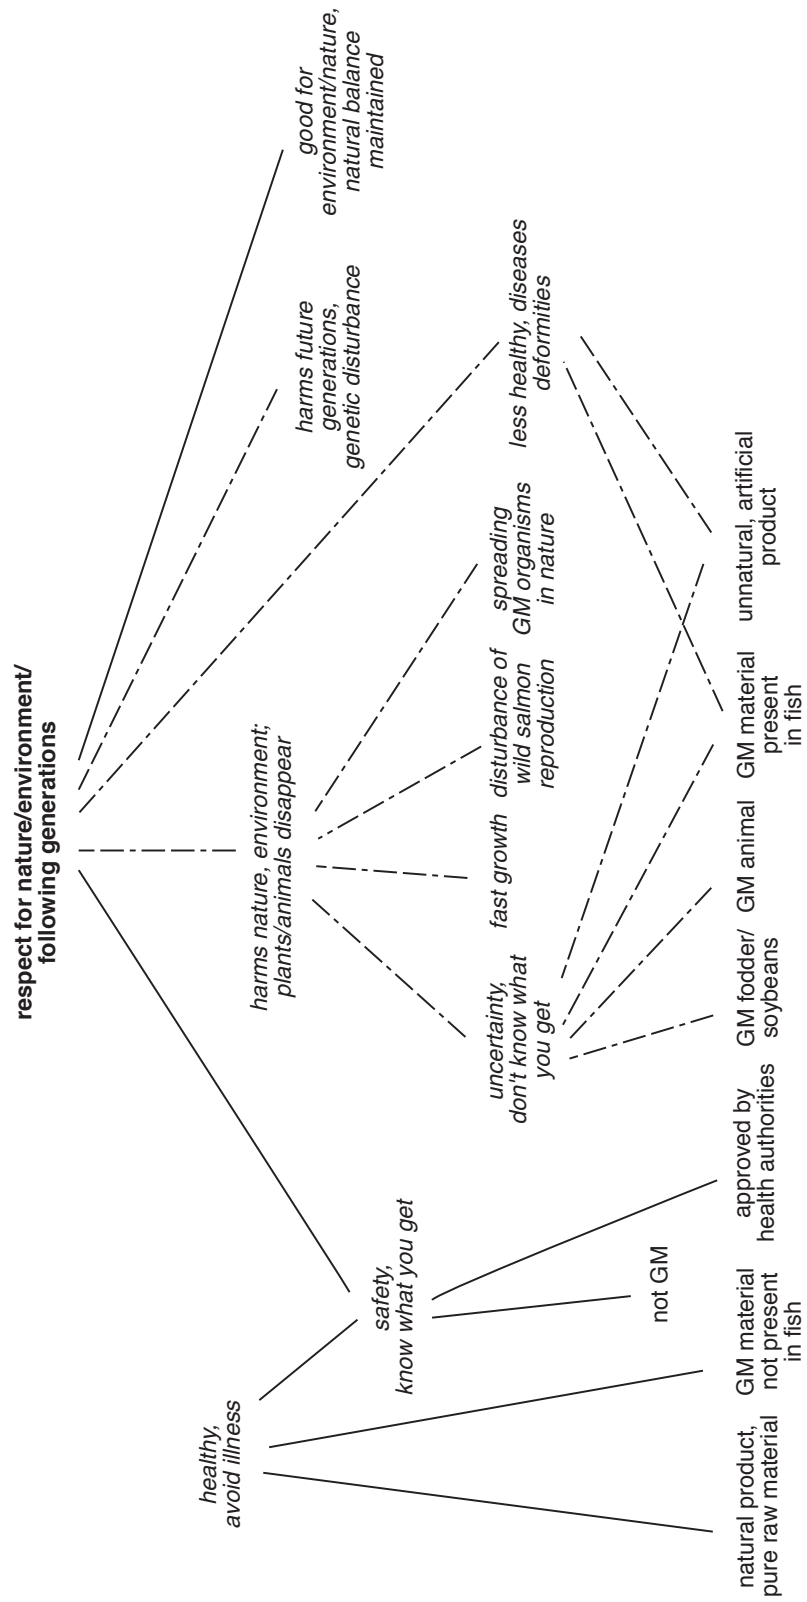 respect for nature/environment/
following generations
good for
environment/nature,
natural balance
maintained
harms future
generations,
genetic disturbance
harms nature, environment;
plants/animals disappear
healthy,
avoid illness
safety,
know what you get
uncertainty,
don't know what
you get
fast growth
disturbance of
wild salmon
reproduction
spreading
GM organisms
in nature
less healthy, diseases
deformities
natural product,
pure raw material
GM material
not present
in fish
not GM
approved by
health authorities
GM fodder/
soybeans
GM animal
GM material
present
in fish
unnatural, artificial
product